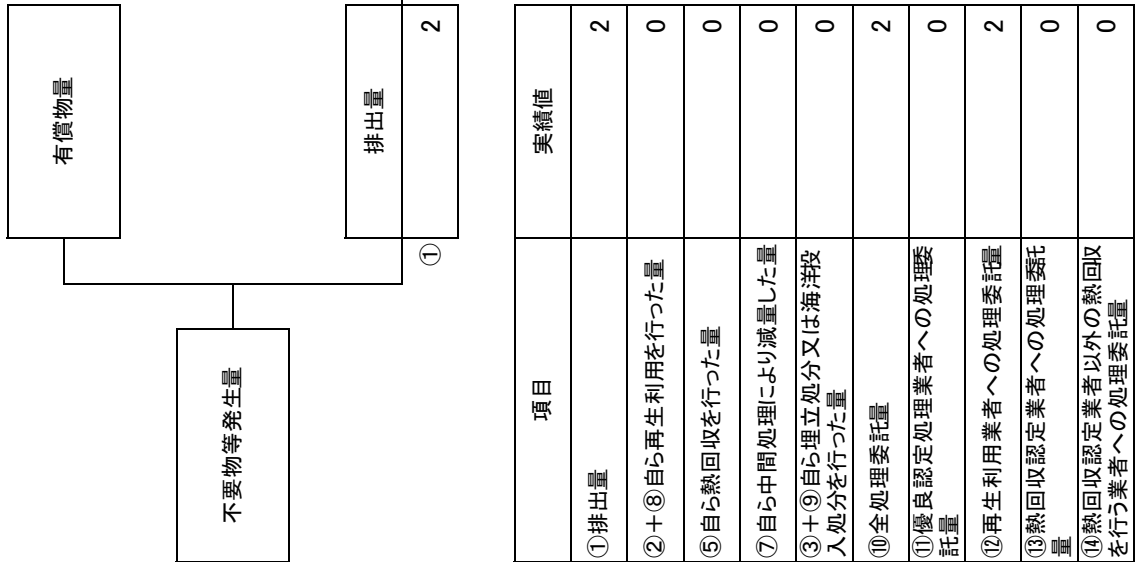 有償物量
不要物等発生量
排出量
① 2
項目 実績値
①排出量 2
②+⑧自ら再生利用を行った量 0
⑤自ら熱回収を行った量 0
⑦自ら中間処理により減量した量 0
③+⑨自ら埋立処分又は海洋投
入処分を行った量 0
⑩全処理委託量 2
⑪優良認定処理業者への処理委
託量 0
⑫再生利用業者への処理委託量 2
⑬熱回収認定業者への処理委託
量 0
⑭熱回収認定業者以外の熱回収
を行う業者への処理委託量 0